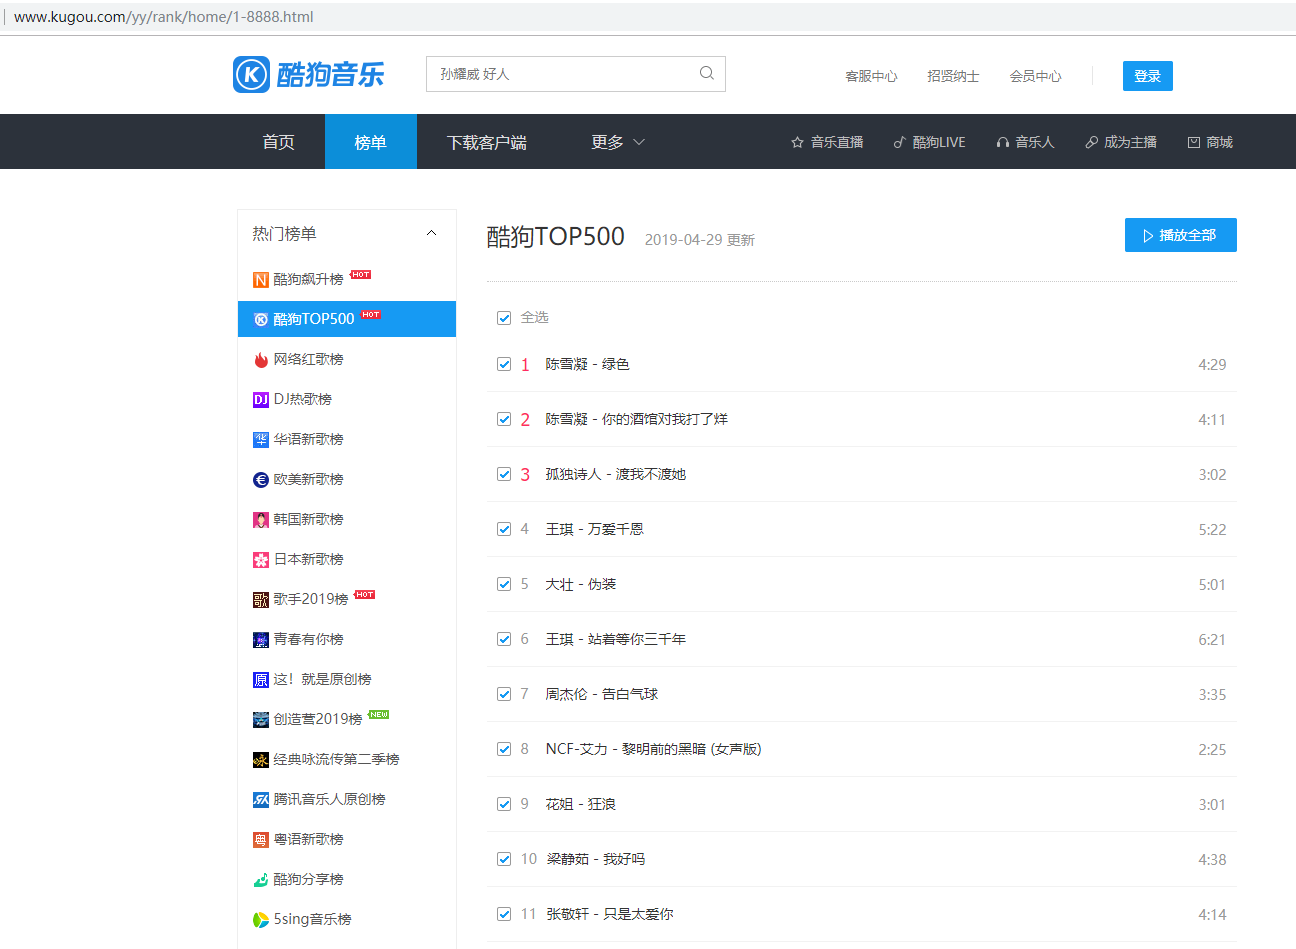 www.kugou.com/yy/rank/home/1-8888.html
酷狗音乐
孙耀威 好人
客服中心 招贤纳士 会员中心 登录
首页 榜单 下载客户端 更多 音乐直播 酷狗LIVE 音乐人 成为主播 商城
热门榜单
N 酷狗飙升榜 HOT
酷狗TOP500 HOT
网络红歌榜
DJ DJ热歌榜
华 华语新歌榜
欧美新歌榜
韩国新歌榜
日本新歌榜
歌 歌手2019榜 HOT
青春有你榜
原 这！就是原创榜
创造营2019榜 NEW
咏 经典咏流传第二季榜
腾讯音乐人原创榜
粤 粤语新歌榜
酷狗分享榜
5sing音乐榜
酷狗TOP500 2019-04-29 更新 播放全部
全选
1 陈雪凝 - 绿色 4:29
2 陈雪凝 - 你的酒馆对我打了烊 4:11
3 孤独诗人 - 渡我不渡她 3:02
4 王琪 - 万爱千恩 5:22
5 大壮 - 伪装 5:01
6 王琪 - 站着等你三千年 6:21
7 周杰伦 - 告白气球 3:35
8 NCF-艾力 - 黎明前的黑暗 (女声版) 2:25
9 花姐 - 狂浪 3:01
10 梁静茹 - 我好吗 4:38
11 张敬轩 - 只是太爱你 4:14